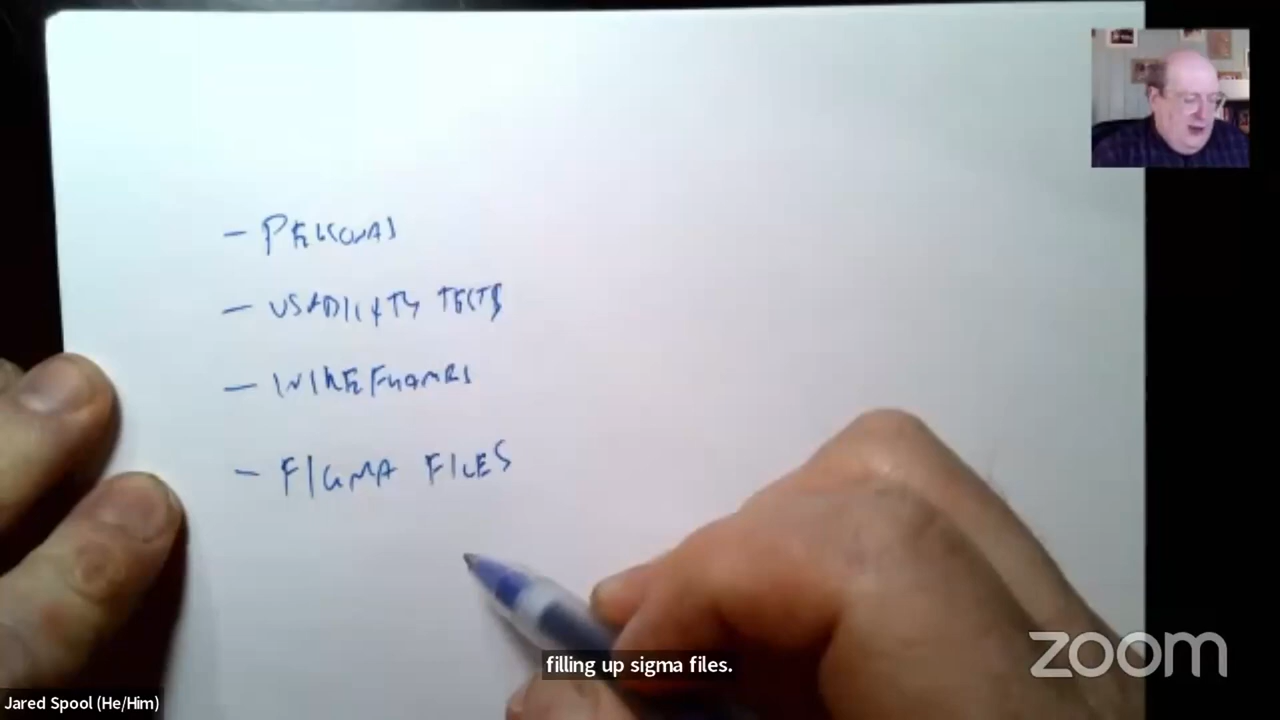 - PERSONAS
- USABILITY TESTS
- WIREFRAMES
- FIGMA FILES
filling up sigma files.
zoom
Jared Spool (He/Him)